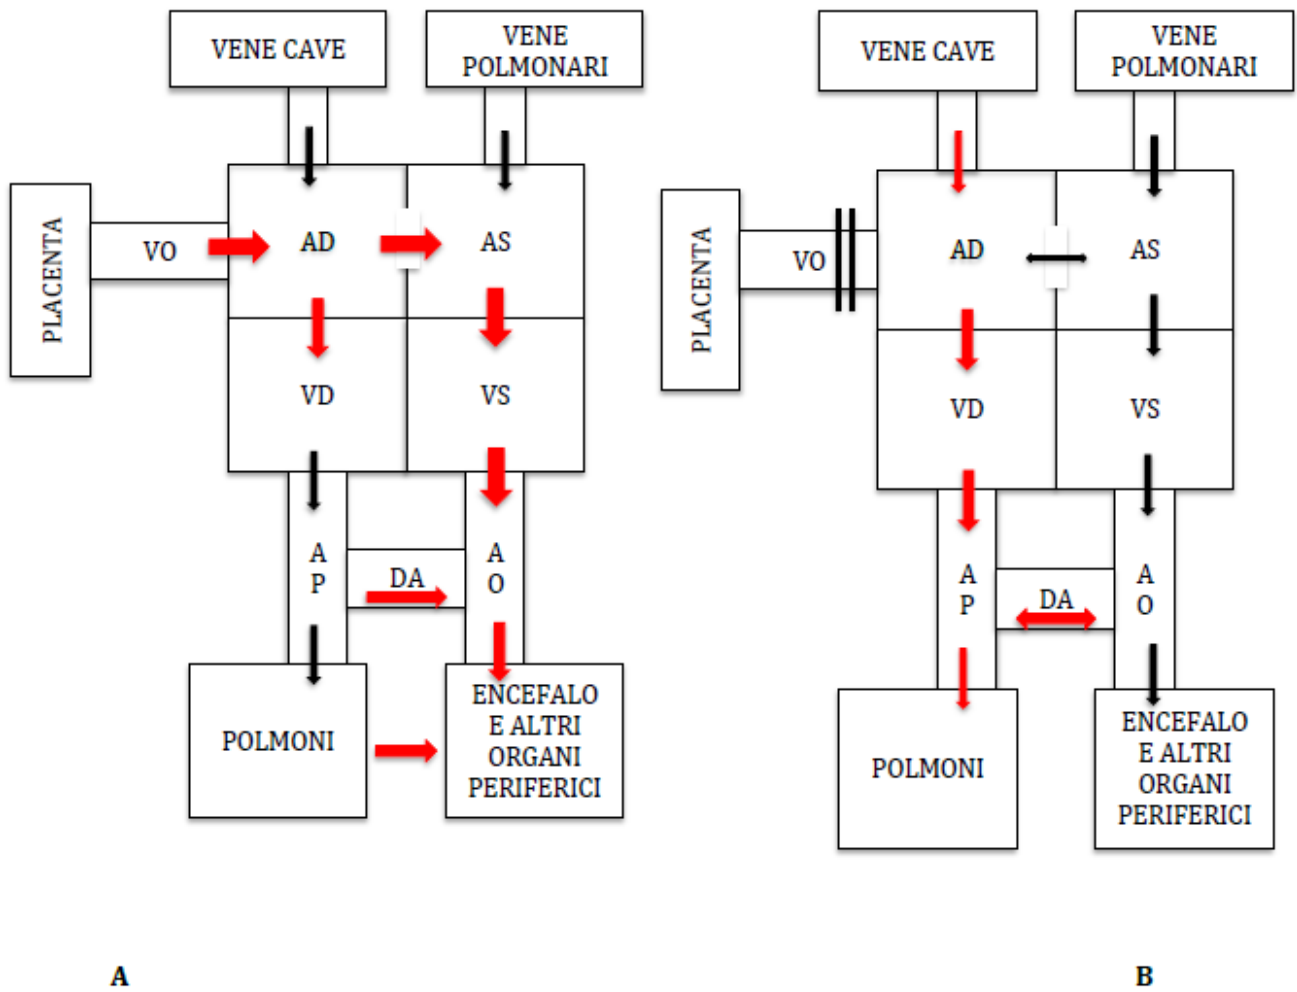 VENE CAVE
VENE
POLMONARI
PLACENTA
VO
AD
AS
VD
VS
A
P
DA
A
O
POLMONI
ENCEFALO
E ALTRI
ORGANI
PERIFERICI
A
VENE CAVE
VENE
POLMONARI
PLACENTA
VO
AD
AS
VD
VS
A
P
DA
A
O
POLMONI
ENCEFALO
E ALTRI
ORGANI
PERIFERICI
B